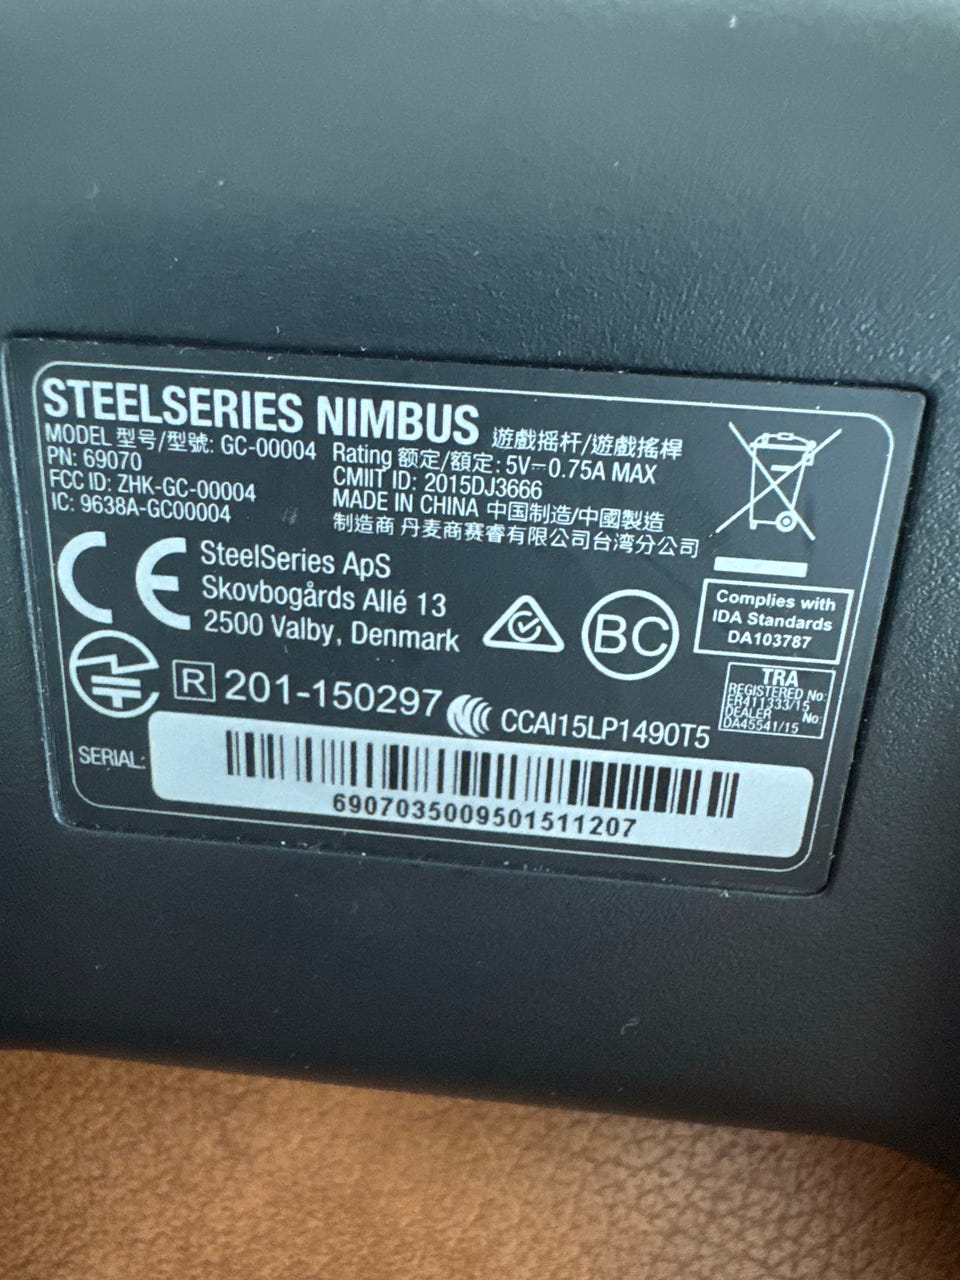 STEELSERIES NIMBUS 遊戲摇杆/遊戲搖桿
MODEL 型号/型號: GC-00004
PN: 69070
FCC ID: ZHK-GC-00004
IC: 9638A-GC00004
Rating 额定/額定: 5V⎓0.75A MAX
CMIIT ID: 2015DJ3666
MADE IN CHINA 中国制造/中國製造
制造商 丹麦商赛睿有限公司台湾分公司
CE
SteelSeries ApS
Skovbogårds Allé 13
2500 Valby, Denmark
BC
Complies with
IDA Standards
DA103787
R 201-150297
CCAI15LP1490T5
TRA
REGISTERED No:
ER411333/15
DEALER No:
DA45541/15
SERIAL:
6907035009501511207